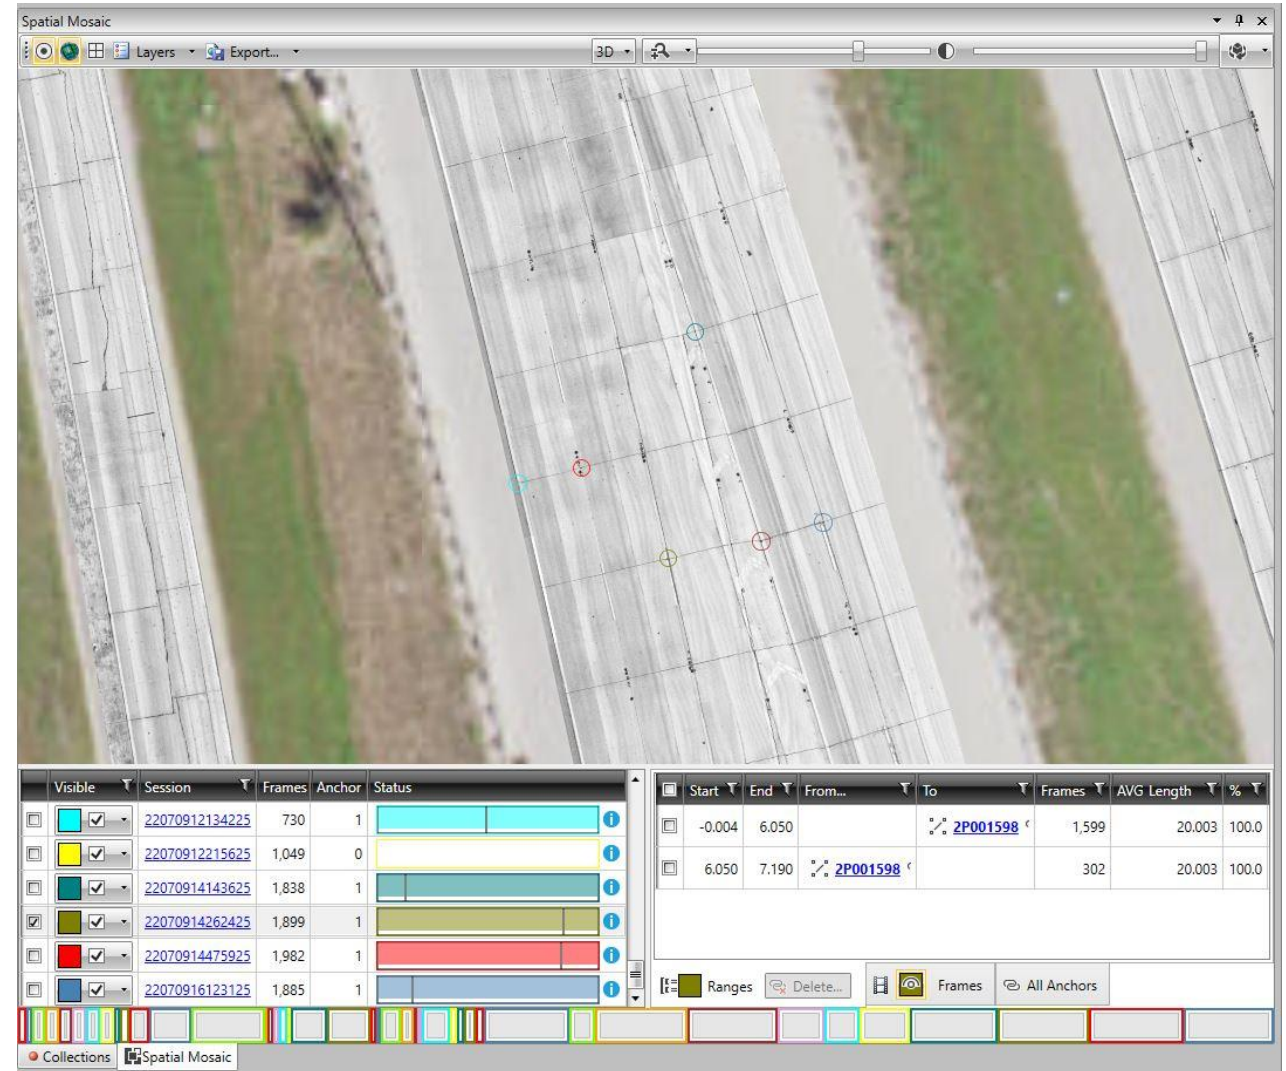 Spatial Mosaic
Layers Export... 3D
Visible Session Frames Anchor Status
22070912134225 730 1
22070912215625 1,049 0
22070914143625 1,838 1
22070914262425 1,899 1
22070914475925 1,982 1
22070916123125 1,885 1
Start End From... To Frames AVG Length %
-0.004 6.050 2P001598 1,599 20.003 100.0
6.050 7.190 2P001598 302 20.003 100.0
Ranges Delete... Frames All Anchors
Collections Spatial Mosaic